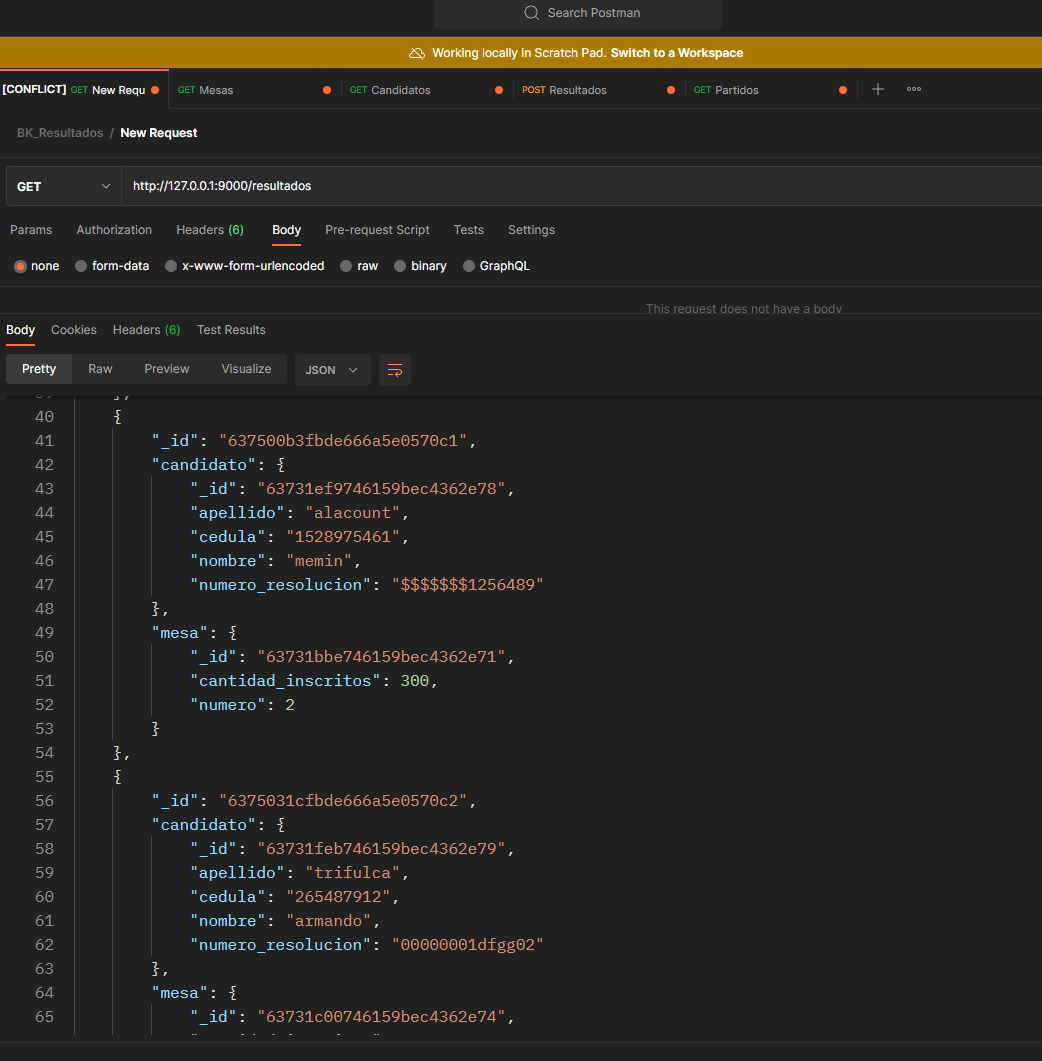 Search Postman
Working locally in Scratch Pad. Switch to a Workspace
[CONFLICT] GET New Requ GET Mesas GET Candidatos POST Resultados GET Partidos
BK_Resultados / New Request
GET http://127.0.0.1:9000/resultados
Params Authorization Headers (6) Body Pre-request Script Tests Settings
none form-data x-www-form-urlencoded raw binary GraphQL
This request does not have a body
Body Cookies Headers (6) Test Results
Pretty Raw Preview Visualize JSON
40 {
41 "_id": "637500b3fbde666a5e0570c1",
42 "candidato": {
43 "_id": "63731ef9746159bec4362e78",
44 "apellido": "alacount",
45 "cedula": "1528975461",
46 "nombre": "memin",
47 "numero_resolucion": "$$$$$$$1256489"
48 },
49 "mesa": {
50 "_id": "63731bbe746159bec4362e71",
51 "cantidad_inscritos": 300,
52 "numero": 2
53 }
54 },
55 {
56 "_id": "6375031cfbde666a5e0570c2",
57 "candidato": {
58 "_id": "63731feb746159bec4362e79",
59 "apellido": "trifulca",
60 "cedula": "265487912",
61 "nombre": "armando",
62 "numero_resolucion": "00000001dfgg02"
63 },
64 "mesa": {
65 "_id": "63731c00746159bec4362e74",